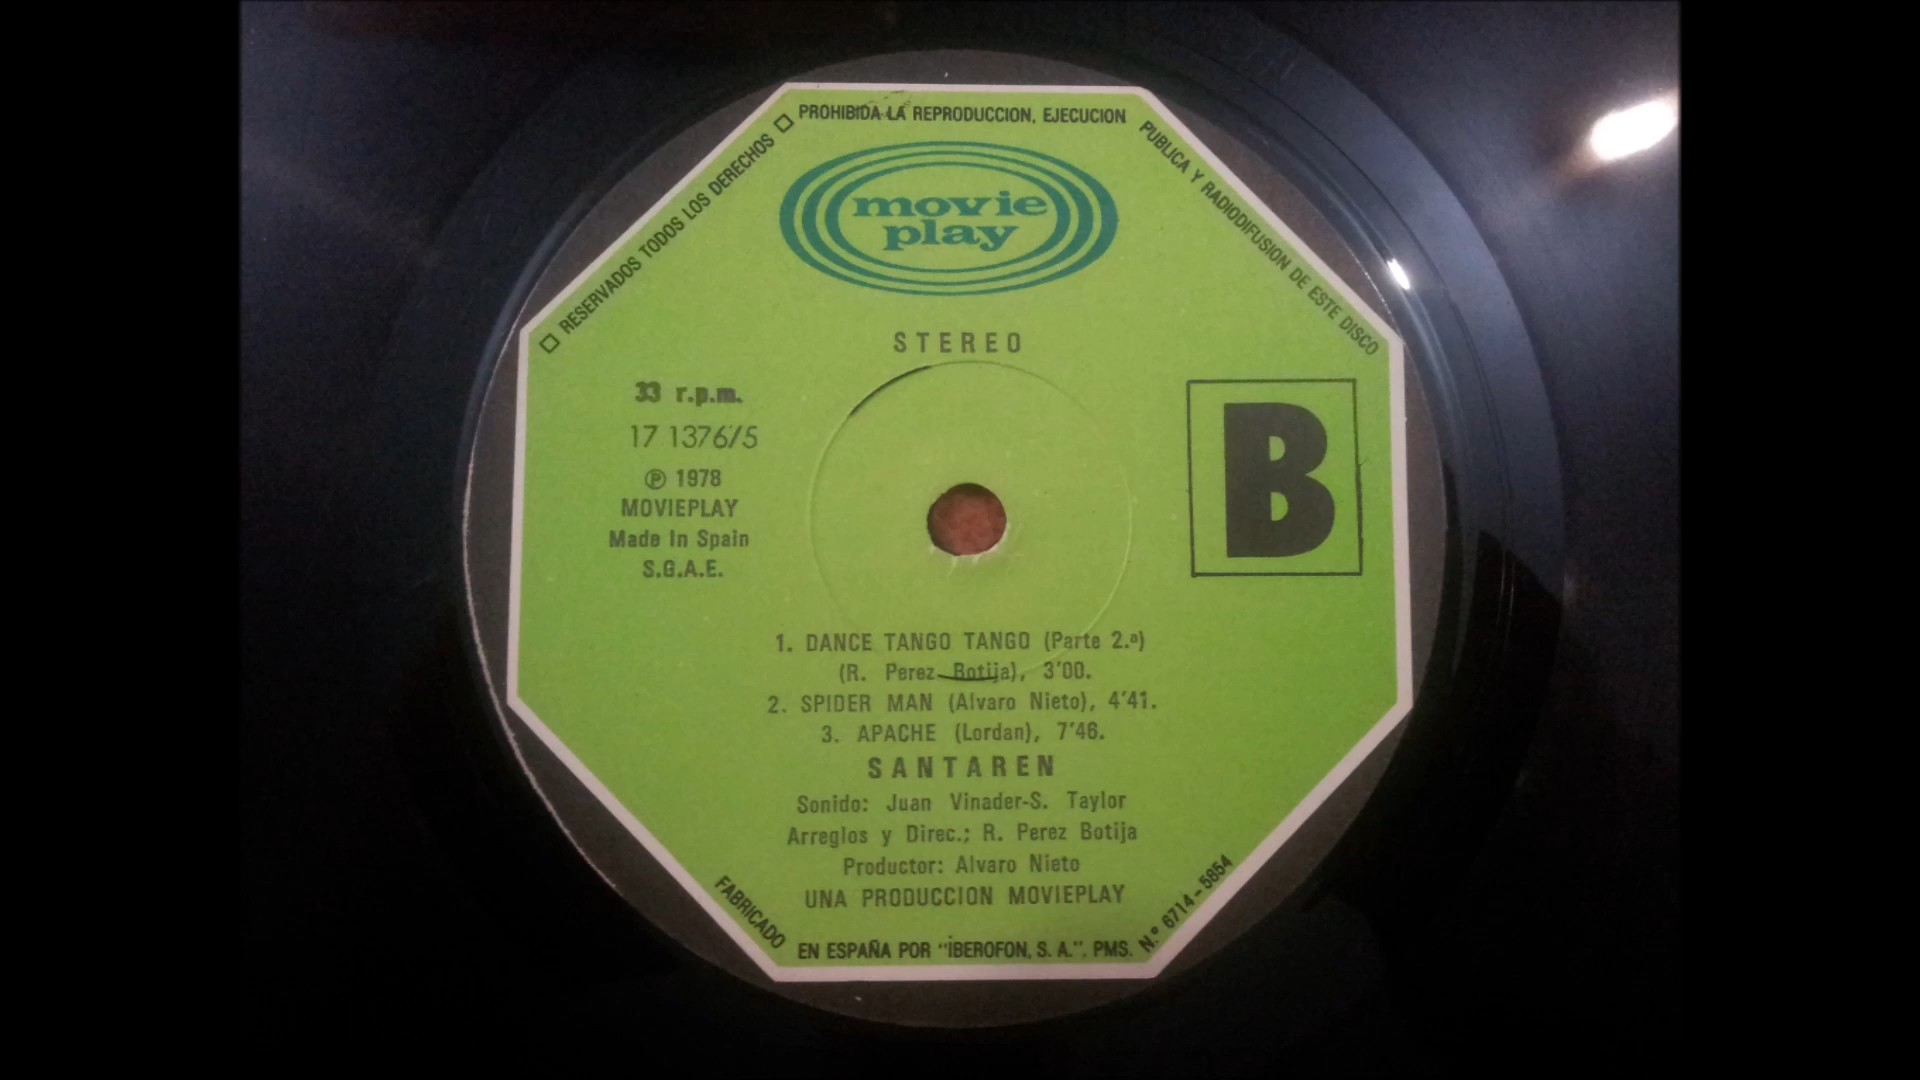 □ RESERVADOS TODOS LOS DERECHOS □ PROHIBIDA LA REPRODUCCION, EJECUCION PUBLICA Y RADIODIFUSION DE ESTE DISCO
movie
play
STEREO
33 r.p.m.
17 1376/5
Ⓟ 1978
MOVIEPLAY
Made In Spain
S.G.A.E.
B
1. DANCE TANGO TANGO (Parte 2.ª)
(R. Perez Botija), 3'00.
2. SPIDER MAN (Alvaro Nieto), 4'41.
3. APACHE (Lordan), 7'46.
SANTAREN
Sonido: Juan Vinader-S. Taylor
Arreglos y Direc.; R. Perez Botija
Productor: Alvaro Nieto
UNA PRODUCCION MOVIEPLAY
FABRICADO EN ESPAÑA POR "IBEROFON, S. A.". PMS. N.º 6714-5854